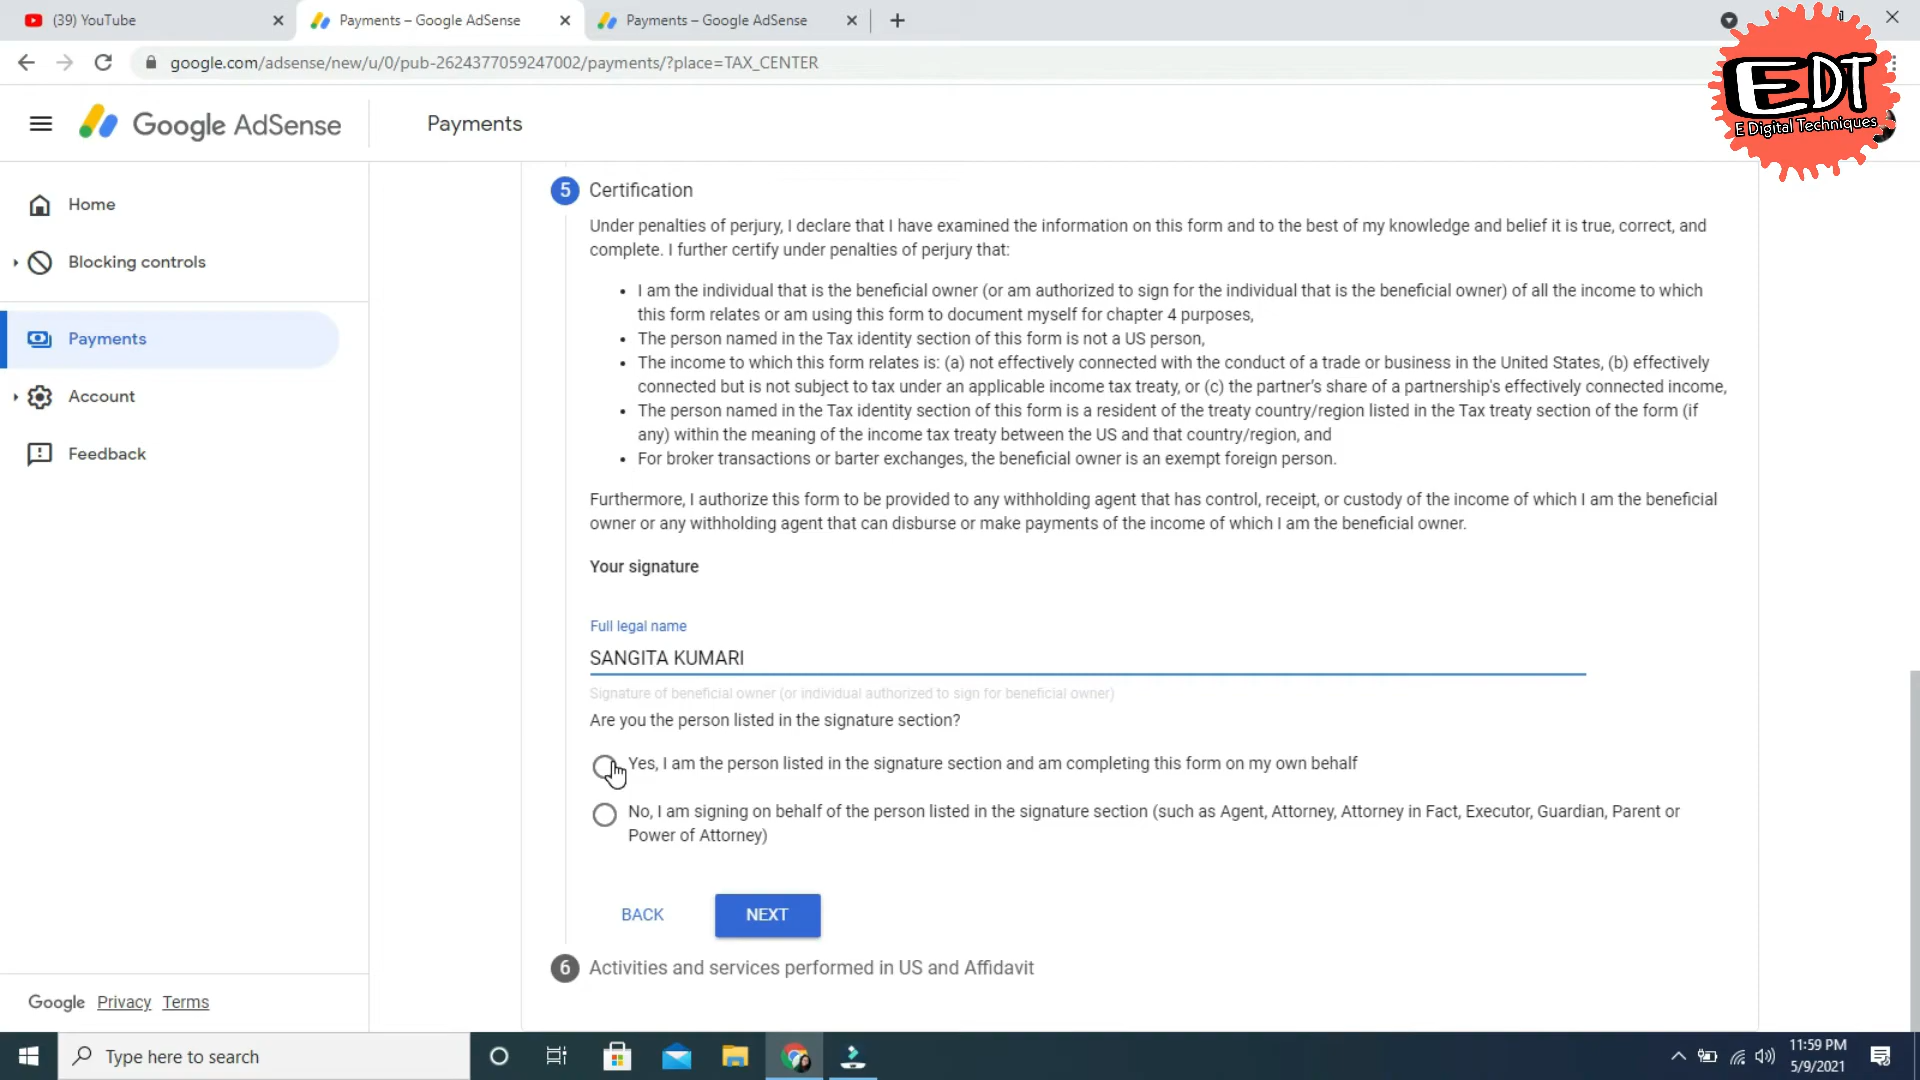 (39) YouTube
Payments – Google AdSense
Payments – Google AdSense
google.com/adsense/new/u/0/pub-2624377059247002/payments/?place=TAX_CENTER
EDT
E Digital Techniques
Google AdSense
Payments
Home
Blocking controls
Payments
Account
Feedback
5 Certification
Under penalties of perjury, I declare that I have examined the information on this form and to the best of my knowledge and belief it is true, correct, and
complete. I further certify under penalties of perjury that:
• I am the individual that is the beneficial owner (or am authorized to sign for the individual that is the beneficial owner) of all the income to which
this form relates or am using this form to document myself for chapter 4 purposes,
• The person named in the Tax identity section of this form is not a US person,
• The income to which this form relates is: (a) not effectively connected with the conduct of a trade or business in the United States, (b) effectively
connected but is not subject to tax under an applicable income tax treaty, or (c) the partner's share of a partnership's effectively connected income,
• The person named in the Tax identity section of this form is a resident of the treaty country/region listed in the Tax treaty section of the form (if
any) within the meaning of the income tax treaty between the US and that country/region, and
• For broker transactions or barter exchanges, the beneficial owner is an exempt foreign person.
Furthermore, I authorize this form to be provided to any withholding agent that has control, receipt, or custody of the income of which I am the beneficial
owner or any withholding agent that can disburse or make payments of the income of which I am the beneficial owner.
Your signature
Full legal name
SANGITA KUMARI
Signature of beneficial owner (or individual authorized to sign for beneficial owner)
Are you the person listed in the signature section?
Yes, I am the person listed in the signature section and am completing this form on my own behalf
No, I am signing on behalf of the person listed in the signature section (such as Agent, Attorney, Attorney in Fact, Executor, Guardian, Parent or
Power of Attorney)
BACK
NEXT
6 Activities and services performed in US and Affidavit
Google Privacy Terms
Type here to search
11:59 PM
5/9/2021